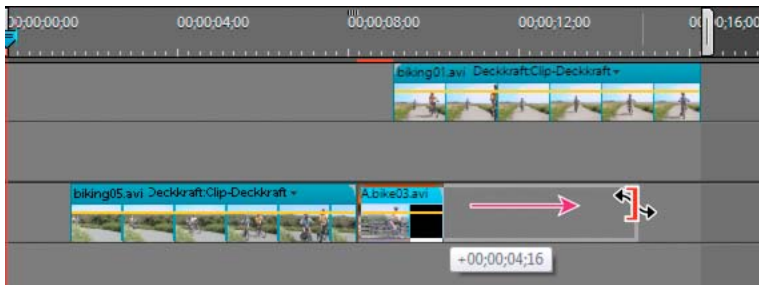 00;00;00;00 00;00;04;00 00;00;08;00 00;00;12;00 00;00;16;00
biking01.avi Deckkraft:Clip-Deckkraft
biking05.avi Deckkraft:Clip-Deckkraft A.bike03.avi
+00;00;04;16